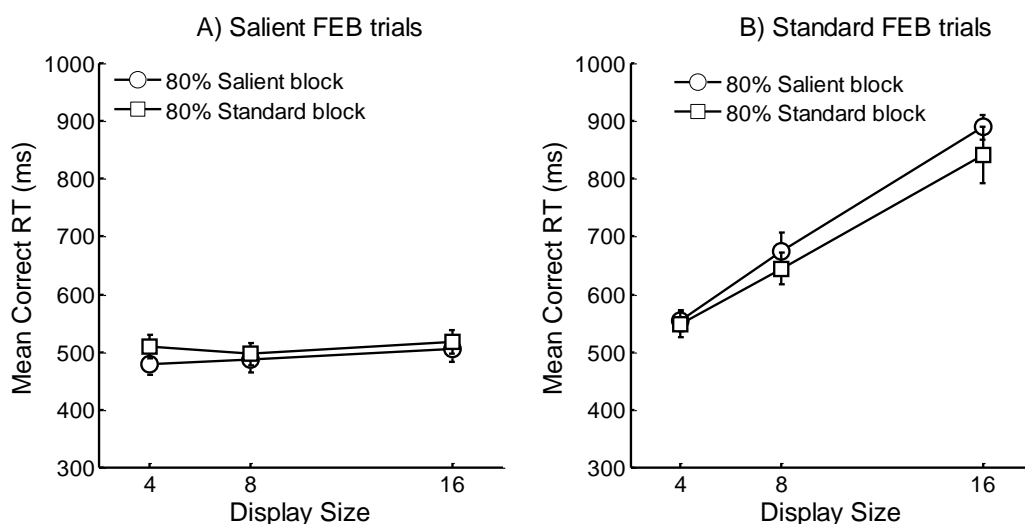 A) Salient FEB trials
1000
900
800
700
600
500
400
300
Mean Correct RT (ms)
80% Salient block
80% Standard block
4
8
16
Display Size
B) Standard FEB trials
1000
900
800
700
600
500
400
300
Mean Correct RT (ms)
80% Salient block
80% Standard block
4
8
16
Display Size